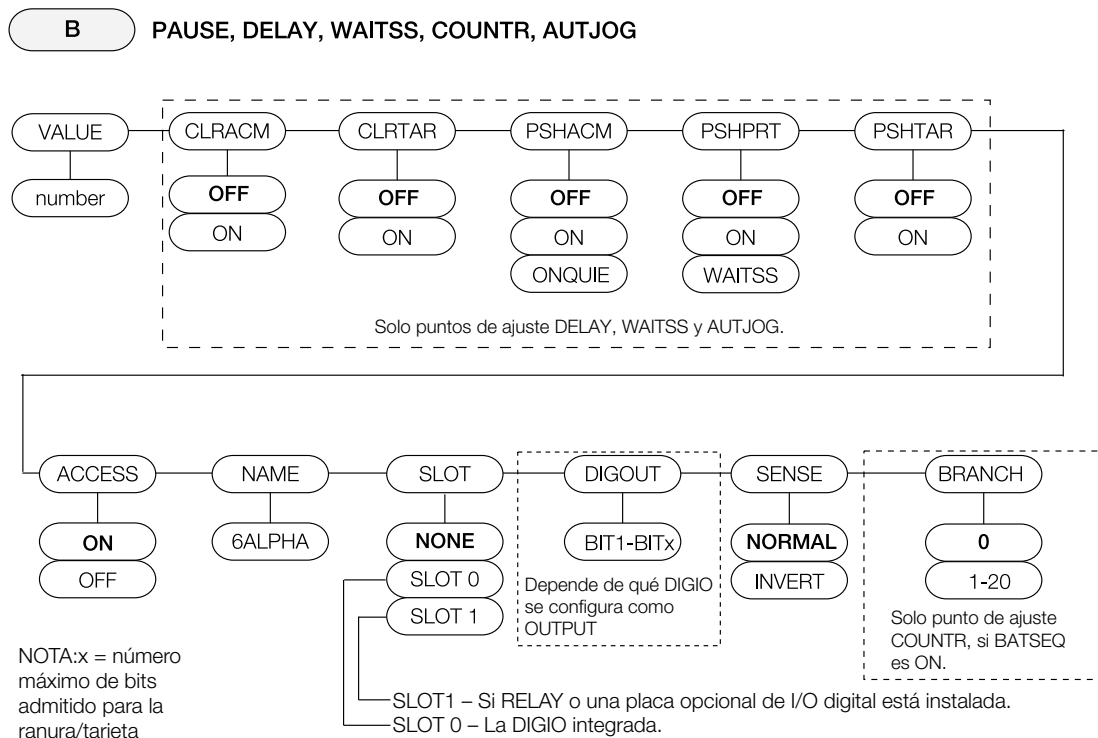 B PAUSE, DELAY, WAITSS, COUNTR, AUTJOG
VALUE CLRACM CLRTAR PSHACM PSHPRT PSHTAR
number OFF OFF OFF OFF OFF
ON ON ON ON ON
ONQUIE WAITSS
Solo puntos de ajuste DELAY, WAITSS y AUTJOG.
ACCESS NAME SLOT DIGOUT SENSE BRANCH
ON 6ALPHA NONE BIT1-BITx NORMAL 0
OFF SLOT 0 INVERT 1-20
SLOT 1
Depende de qué DIGIO
se configura como
OUTPUT
Solo punto de ajuste
COUNTR, si BATSEQ
es ON.
NOTA:x = número
máximo de bits
admitido para la
ranura/tarjeta
SLOT1 – Si RELAY o una placa opcional de I/O digital está instalada.
SLOT 0 – La DIGIO integrada.